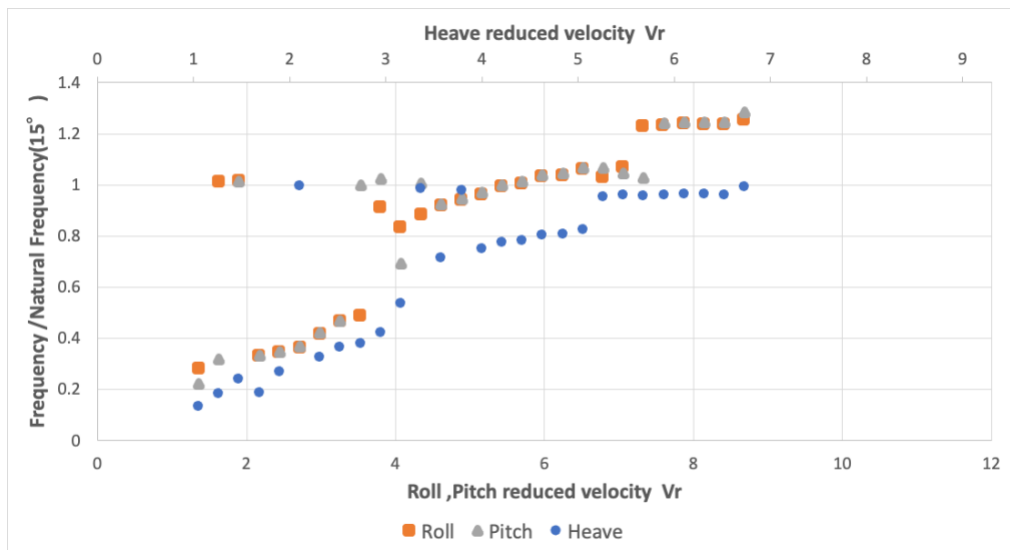 Heave reduced velocity Vr
0 1 2 3 4 5 6 7 8 9
Frequency /Natural Frequency(15° )
1.4
1.2
1
0.8
0.6
0.4
0.2
0
0 2 4 6 8 10 12
Roll ,Pitch reduced velocity Vr
Roll Pitch Heave